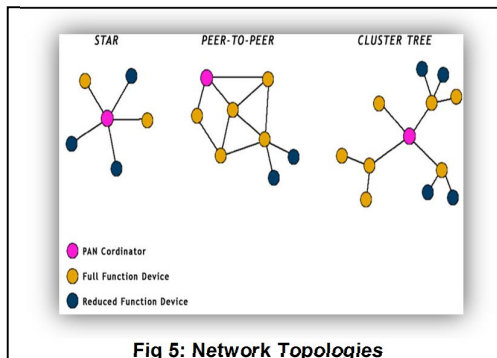 STAR PEER-TO-PEER CLUSTER TREE
PAN Cordinator
Full Function Device
Reduced Function Device
Fig 5: Network Topologies